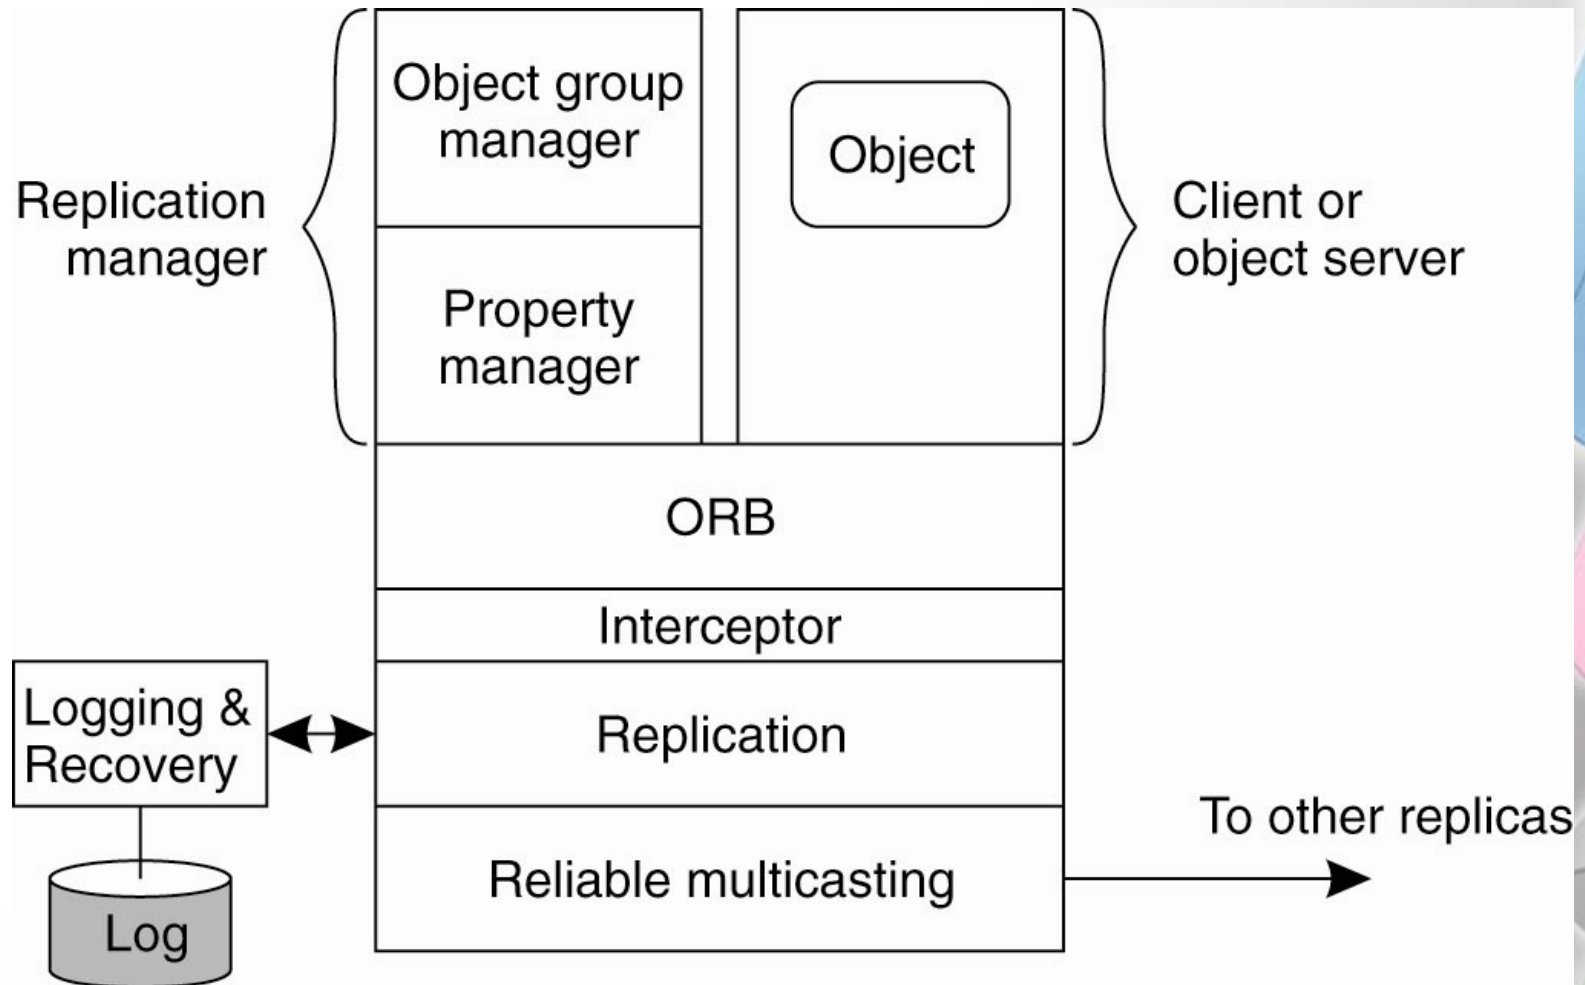 Object group
manager
Object
Replication
manager
Client or
object server
Property
manager
ORB
Interceptor
Logging &
Recovery
Replication
To other replicas
Reliable multicasting
Log